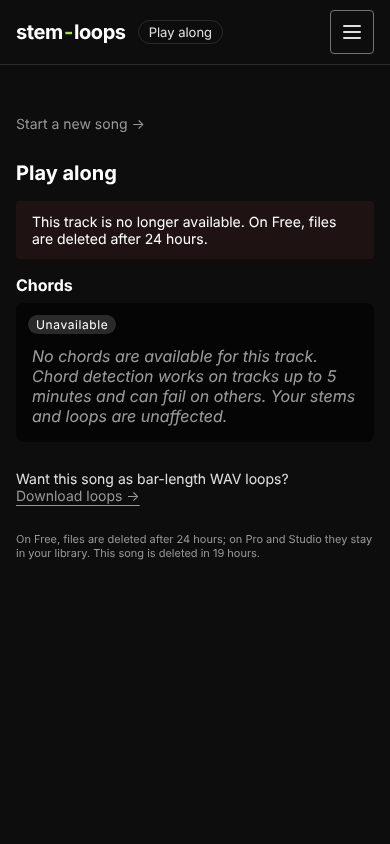 stem-loops
Play along
Start a new song →
Play along
This track is no longer available. On Free, files
are deleted after 24 hours.
Chords
Unavailable
No chords are available for this track.
Chord detection works on tracks up to 5
minutes and can fail on others. Your stems
and loops are unaffected.
Want this song as bar-length WAV loops?
Download loops →
On Free, files are deleted after 24 hours; on Pro and Studio they stay
in your library. This song is deleted in 19 hours.